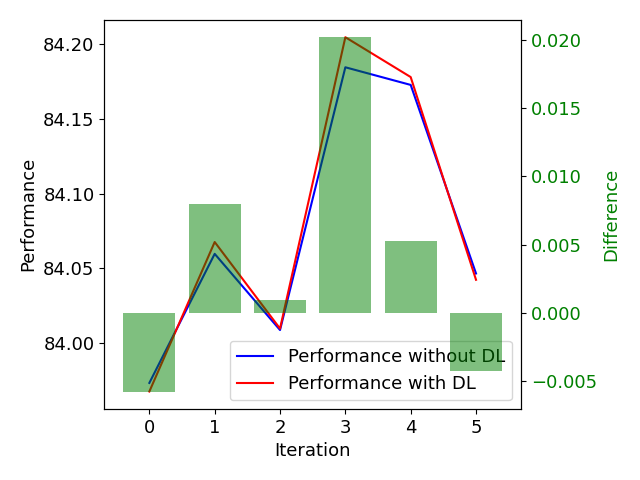 84.20
84.15
84.10
84.05
84.00
Performance
0.020
0.015
0.010
0.005
0.000
−0.005
Difference
Performance without DL
Performance with DL
0 1 2 3 4 5
Iteration